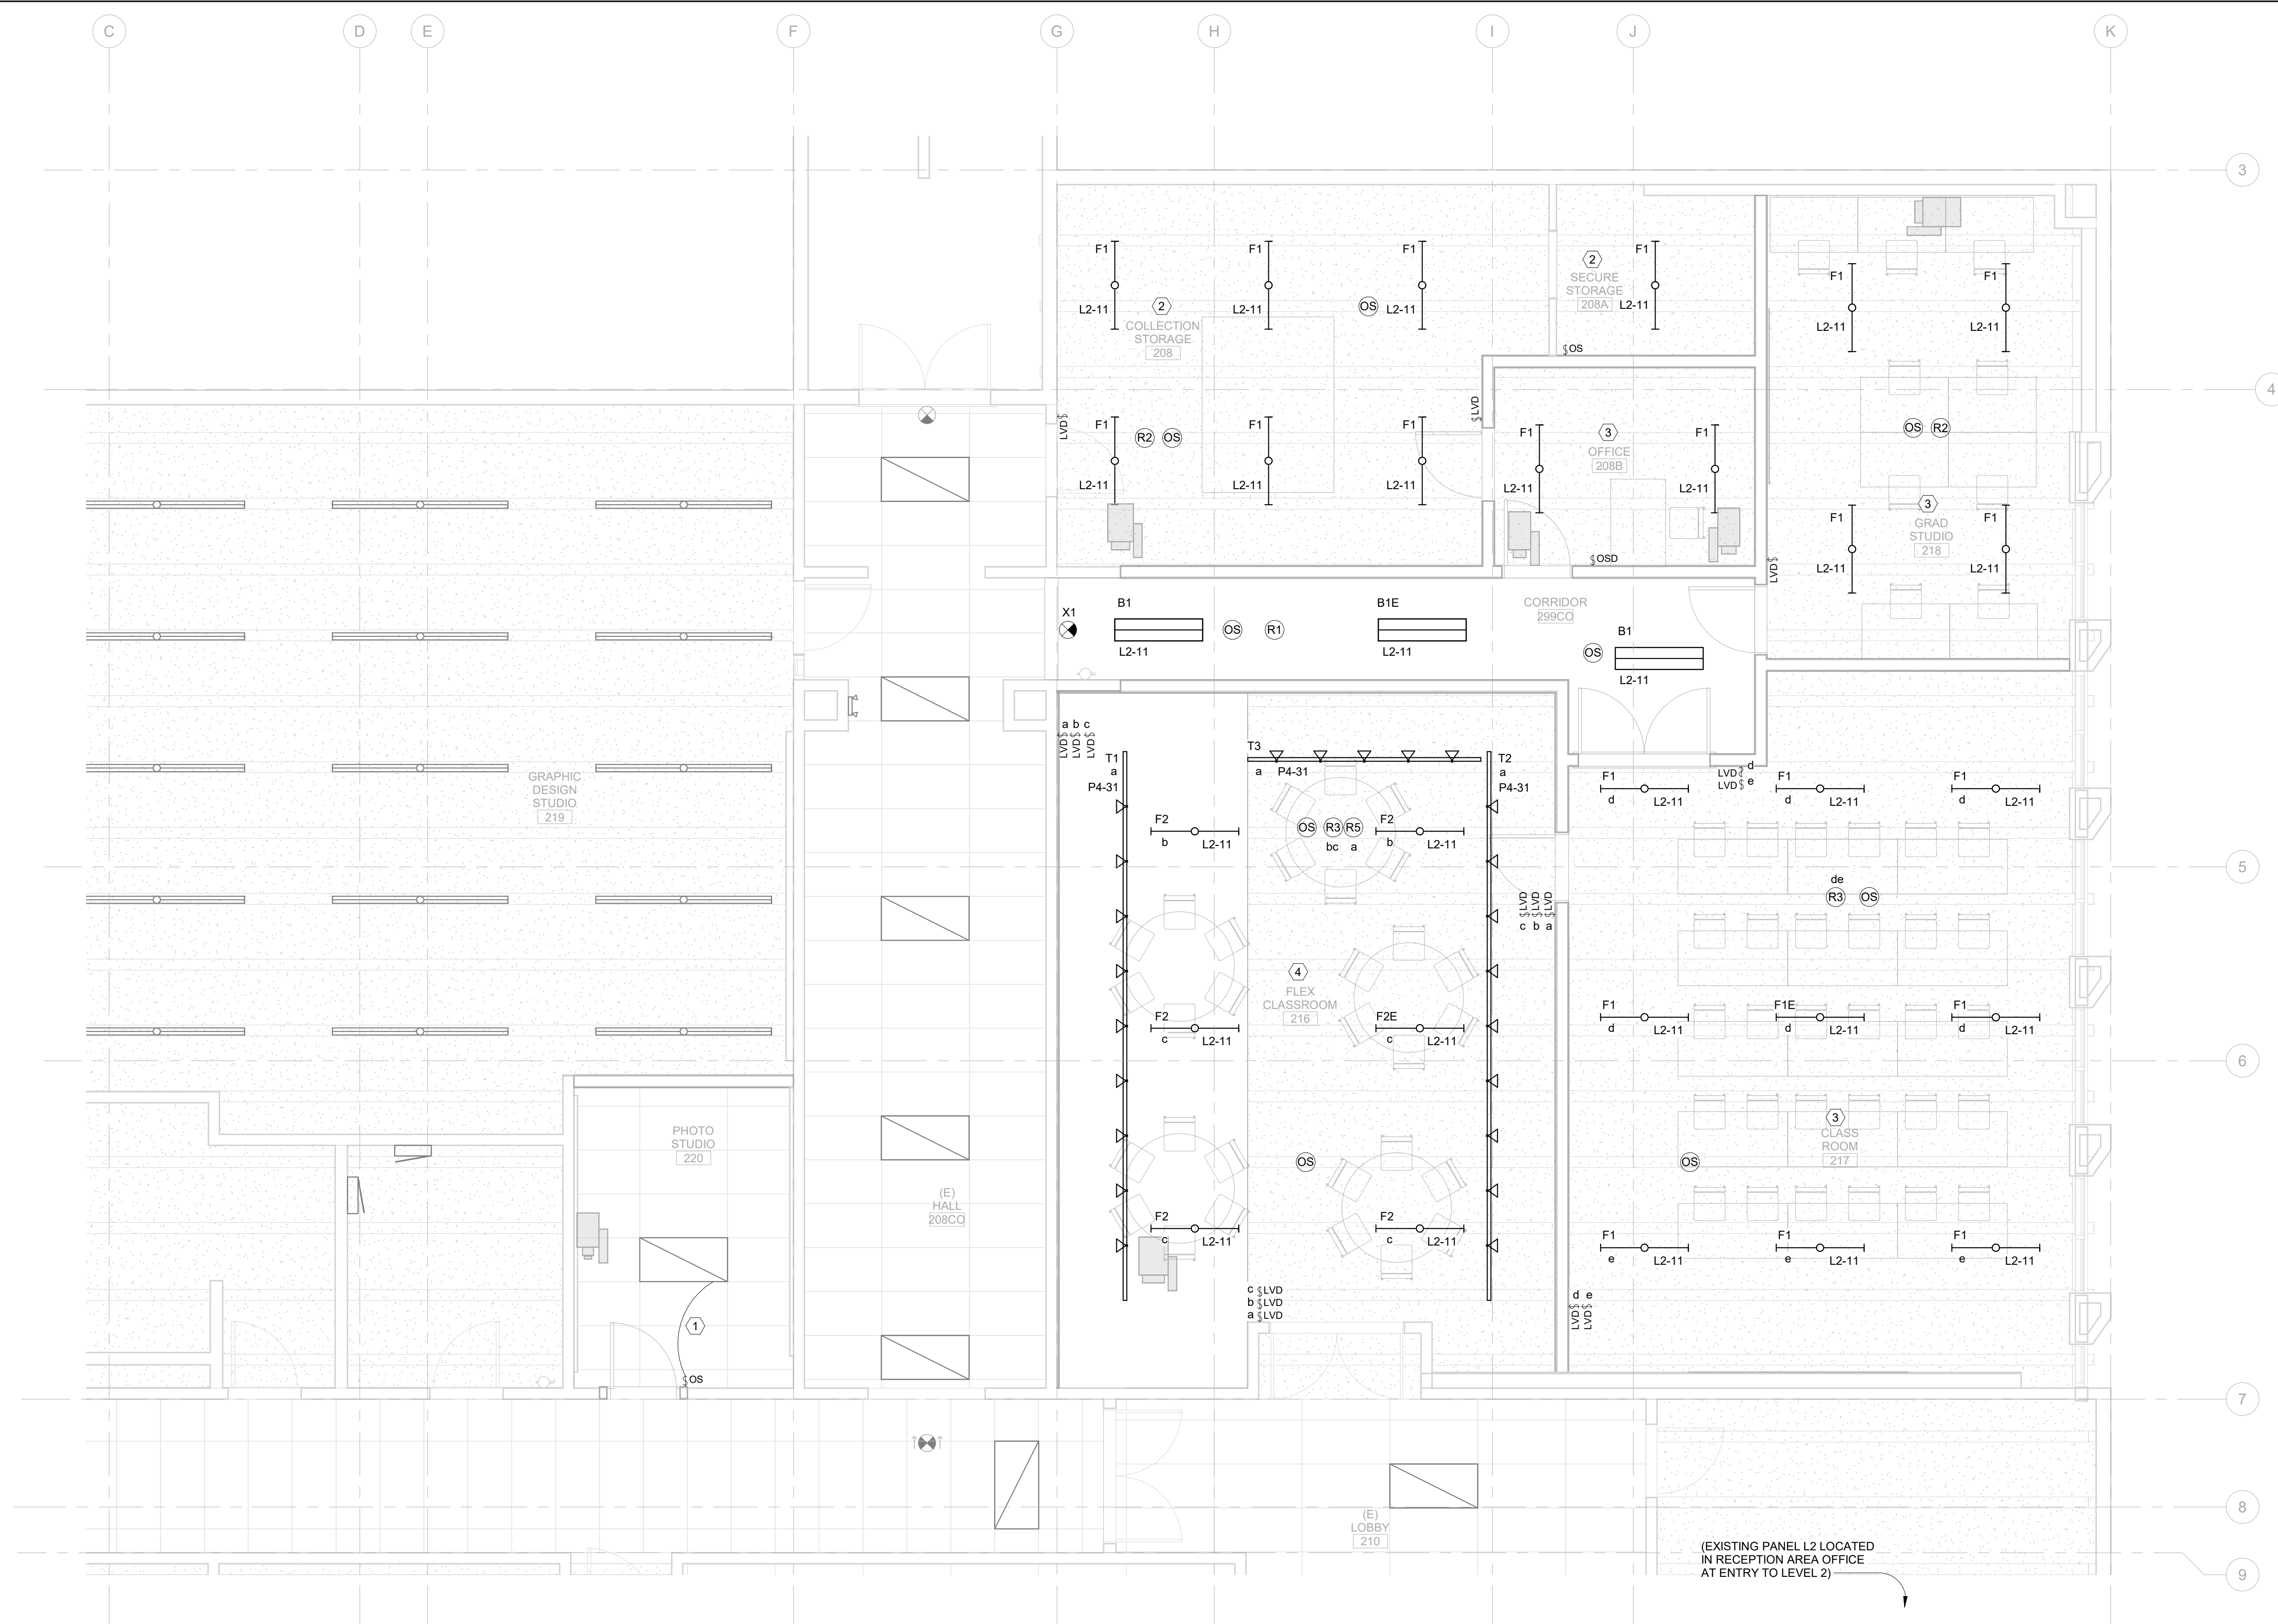 C
D
E
F
G
H
I
J
K
3
4
5
6
7
8
9
F1
L2-11
F1
L2-11
F1
L2-11
OS
2
COLLECTION
STORAGE
208
2
SECURE
STORAGE
208A
F1
L2-11
$OS
F1
L2-11
F1
L2-11
OS
R2
F1
L2-11
F1
L2-11
3
GRAD
STUDIO
218
LVD$
LVD$
F1
L2-11
R2
OS
F1
L2-11
F1
L2-11
$LVD
F1
L2-11
3
OFFICE
208B
F1
L2-11
$OSD
X1
B1
L2-11
OS
R1
B1E
L2-11
CORRIDOR
299CO
OS
B1
L2-11
GRAPHIC
DESIGN
STUDIO
219
a b c
LVD$
LVD$
LVD$
T1
a
P4-31
T3
a
P4-31
T2
a
P4-31
F2
b
L2-11
OS
R3
R5
bc
a
F2
b
L2-11
$LVD
$LVD
$LVD
c b a
4
FLEX
CLASSROOM
216
F2
c
L2-11
F2E
c
L2-11
OS
F2
c
L2-11
F2
c
L2-11
c $LVD
b $LVD
a $LVD
F1
d
L2-11
LVD$ d
LVD$ e
F1
d
L2-11
F1
d
L2-11
de
R3
OS
F1
d
L2-11
F1E
d
L2-11
F1
d
L2-11
3
CLASS
ROOM
217
OS
F1
e
L2-11
F1
e
L2-11
F1
e
L2-11
d e
LVD$
LVD$
PHOTO
STUDIO
220
1
$OS
(E)
HALL
208CO
(E)
LOBBY
210
(EXISTING PANEL L2 LOCATED
IN RECEPTION AREA OFFICE
AT ENTRY TO LEVEL 2)